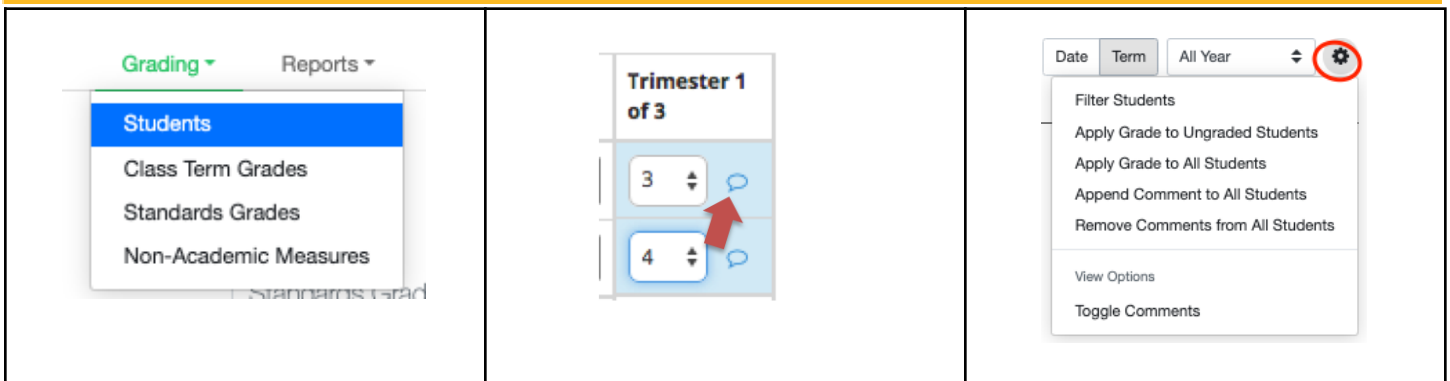 Grading Reports
Students
Class Term Grades
Standards Grades
Non-Academic Measures
Standards Grad
Trimester 1
of 3
3
4
Date Term All Year
Filter Students
Apply Grade to Ungraded Students
Apply Grade to All Students
Append Comment to All Students
Remove Comments from All Students
View Options
Toggle Comments